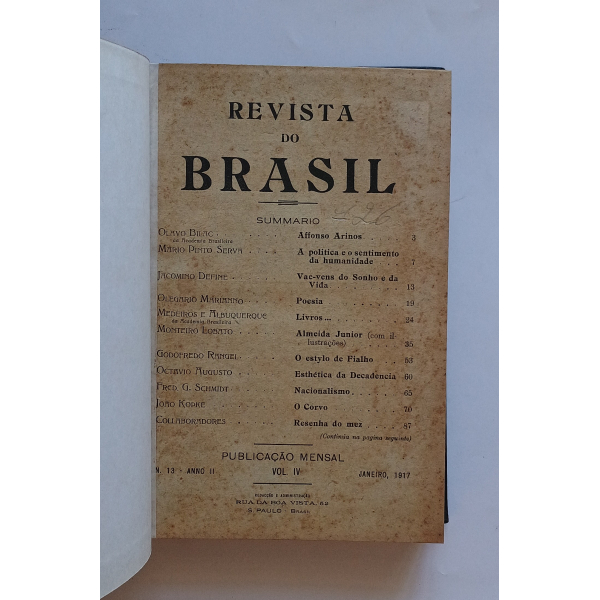 REVISTA
DO
BRASIL
SUMMARIO
OLAVO BILAC . . . . Affonso Arinos . . . . 3
da Academia Brasileira
MARIO PINTO SERVA . . . . A politica e o sentimento
da humanidade . . . 7
JACOMINO DEFINE . . . . Vae-vens do Sonho e da
Vida . . . . 13
OLEGARIO MARIANNO . . . Poesia . . . . 19
MEDEIROS E ALBUQUERQUE Livros ... . . . . 24
da Academia Brasileira
MONTEIRO LOBATO . . . . Almeida Junior (com il-
lustrações) . . . . 35
GODOFREDO RANGEL . . . O estylo de Fialho . . 53
OCTAVIO AUGUSTO . . . . Esthética da Decadencia 60
FRED G. SCHMIDT . . . . Nacionalismo . . . . 65
JOÃO KOPKE . . . . O Corvo . . . . 70
COLLABORADORES . . . . Resenha do mez . . . 87
(Continúa na pagina seguinte)
PUBLICAÇÃO MENSAL
N. 13 - ANNO II VOL IV JANEIRO, 1917
REDACÇÃO E ADMINISTRAÇÃO
RUA DA BOA VISTA, 52
S. PAULO - BRASIL